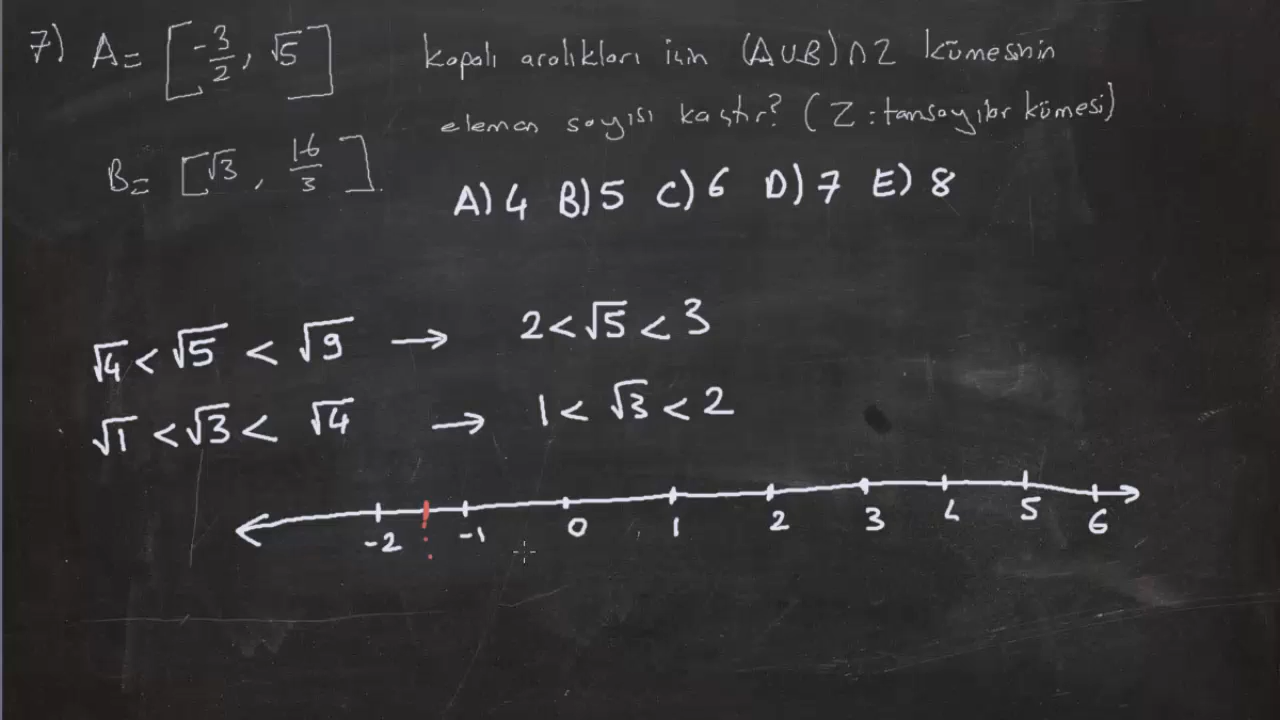 7) A= [-3/2, √5] kapalı aralıkları için (A∪B)∩Z kümesinin
eleman sayısı kaçtır? (Z: tamsayılar kümesi)
B= [√3, 16/3].
A) 4 B) 5 C) 6 D) 7 E) 8
√4 < √5 < √9 → 2 < √5 < 3
√1 < √3 < √4 → 1 < √3 < 2
-2 -1 0 1 2 3 4 5 6